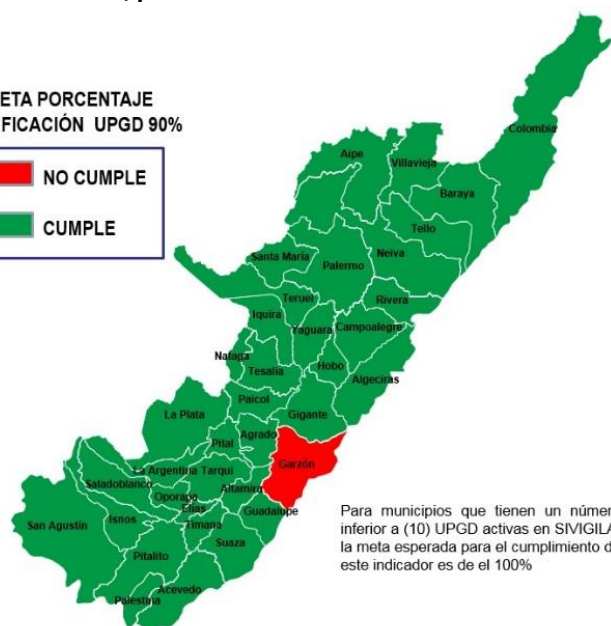 ETA PORCENTAJE
FICACIÓN UPGD 90%
NO CUMPLE
CUMPLE
Colombia
Aipe
Villavieja
Baraya
Tello
Neiva
Santa María
Palermo
Teruel
Rivera
Iquira
Yaguara
Campoalegre
Nataga
Tesalia
Hobo
Algeciras
Paicol
La Plata
Gigante
Agrado
Pital
Garzón
La Argentina
Tarqui
Saladoblanco
Altamira
Oporapa
Elias
Guadalupe
San Agustín
Isnos
Timana
Suaza
Pitalito
Acevedo
Palestina
Para municipios que tienen un númer
inferior a (10) UPGD activas en SIVIGILA
la meta esperada para el cumplimiento d
este indicador es de el 100%